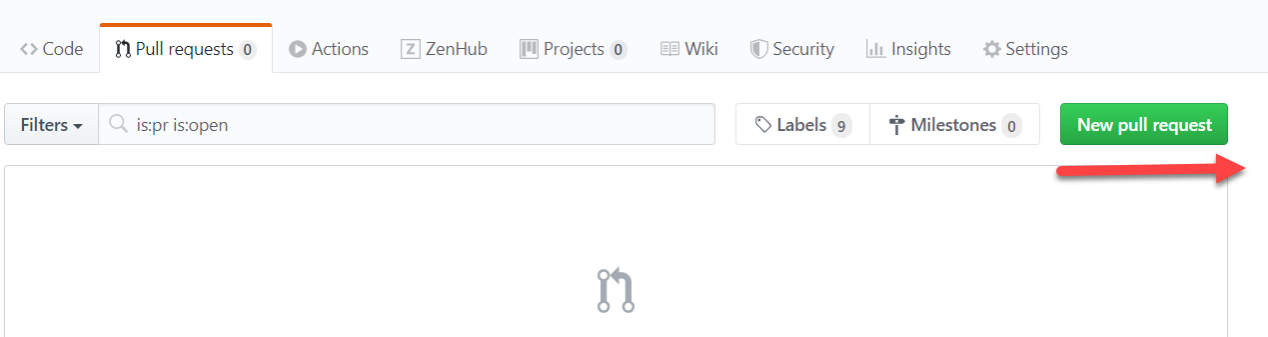 Code Pull requests 0 Actions ZenHub Projects 0 Wiki Security Insights Settings
Filters is:pr is:open Labels 9 Milestones 0 New pull request